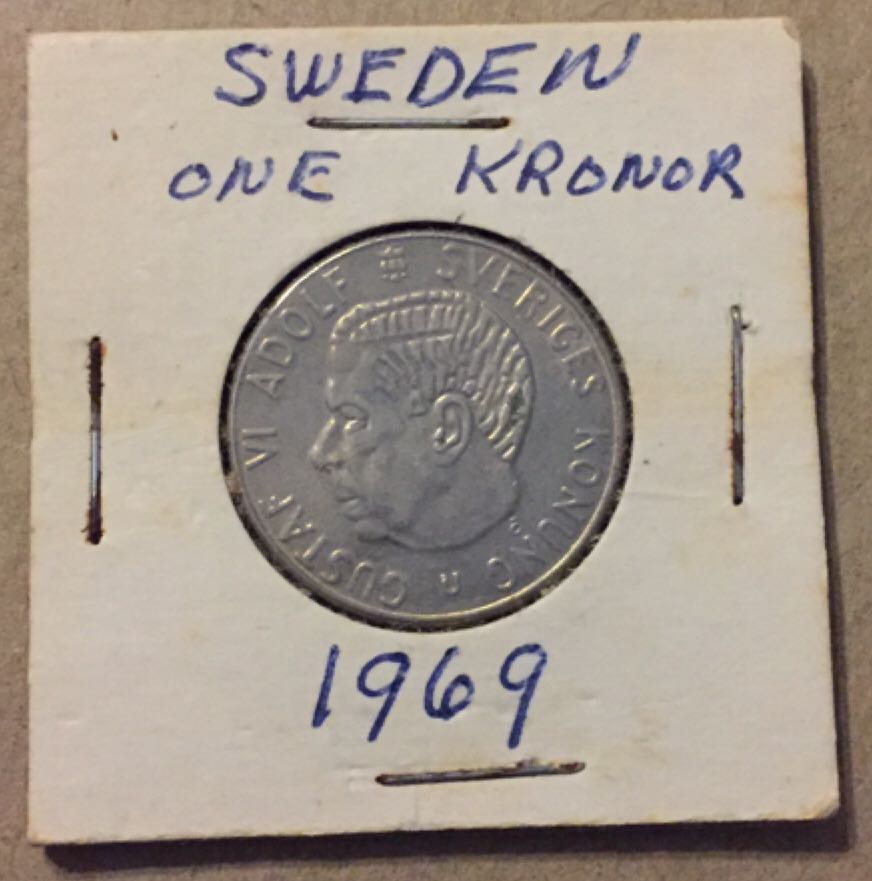 SWEDEN
ONE KRONOR
GUSTAF VI ADOLF SVERIGES KONUNG
U
1969